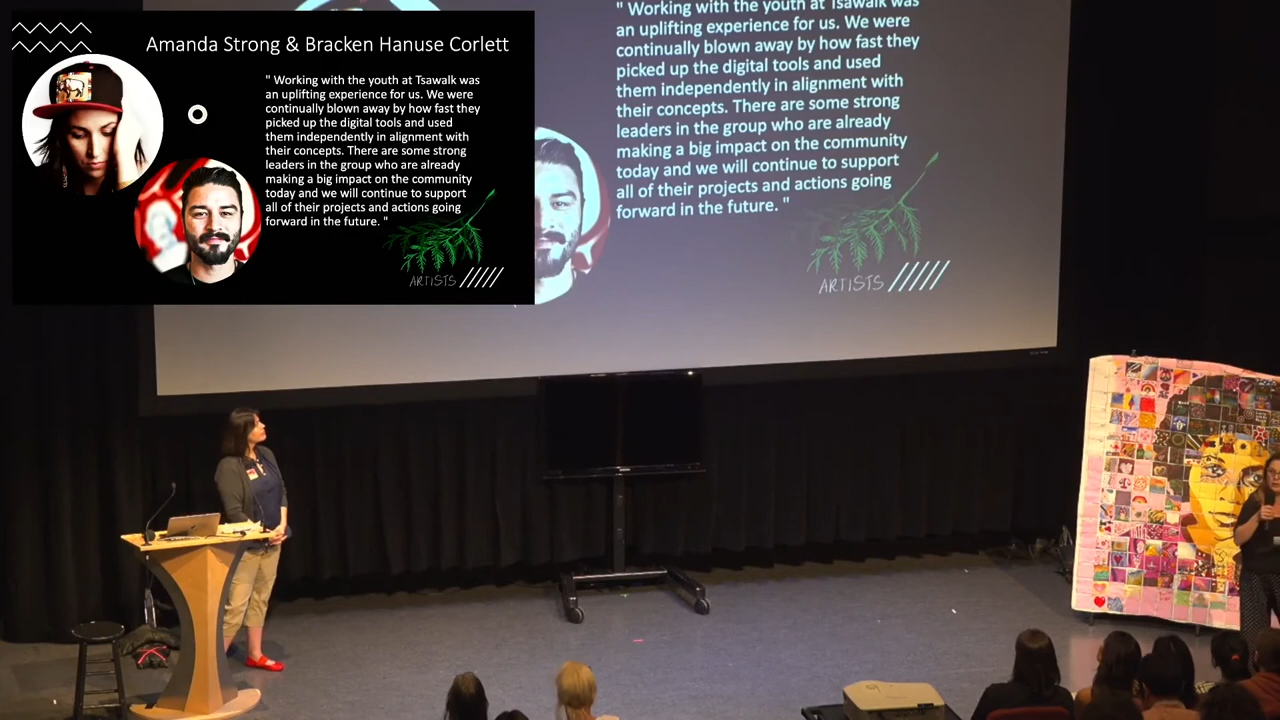 Amanda Strong & Bracken Hanuse Corlett
" Working with the youth at Tsawalk was
an uplifting experience for us. We were
continually blown away by how fast they
picked up the digital tools and used
them independently in alignment with
their concepts. There are some strong
leaders in the group who are already
making a big impact on the community
today and we will continue to support
all of their projects and actions going
forward in the future. "
ARTISTS
" Working with the youth at Tsawalk was
an uplifting experience for us. We were
continually blown away by how fast they
picked up the digital tools and used
them independently in alignment with
their concepts. There are some strong
leaders in the group who are already
making a big impact on the community
today and we will continue to support
all of their projects and actions going
forward in the future. "
ARTISTS